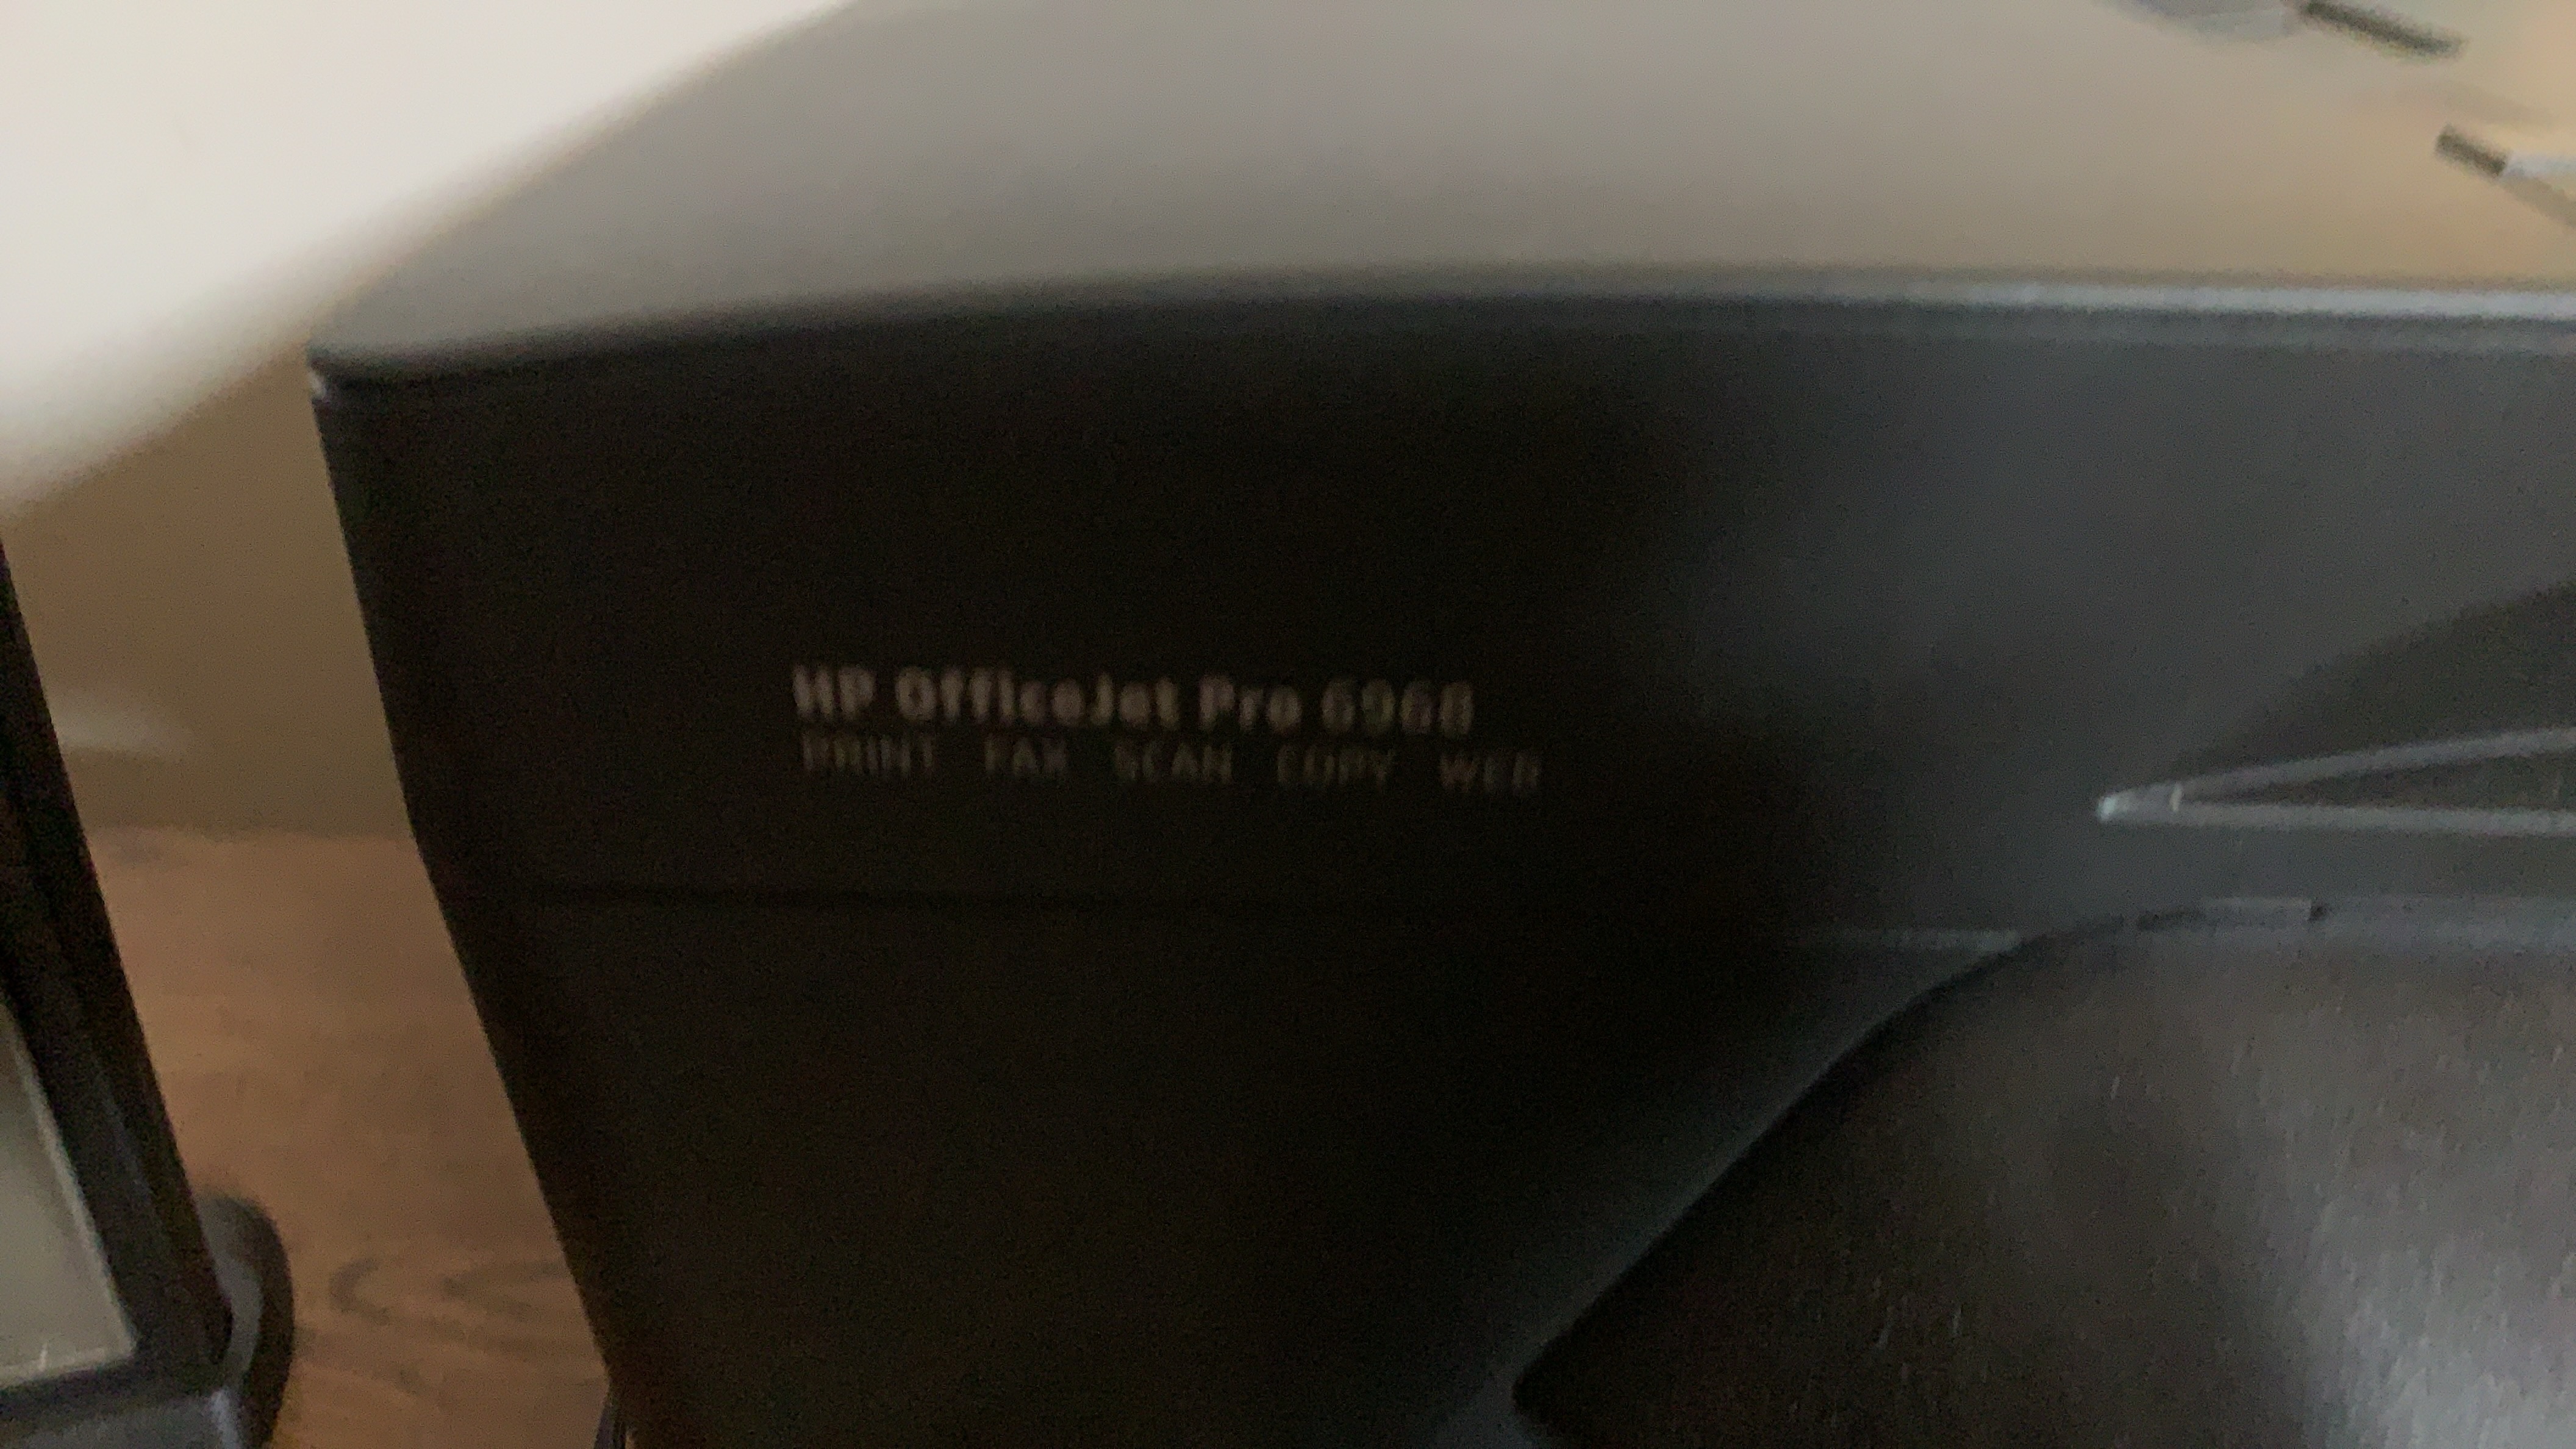 HP OfficeJet Pro 6968
PRINT FAX SCAN COPY WEB